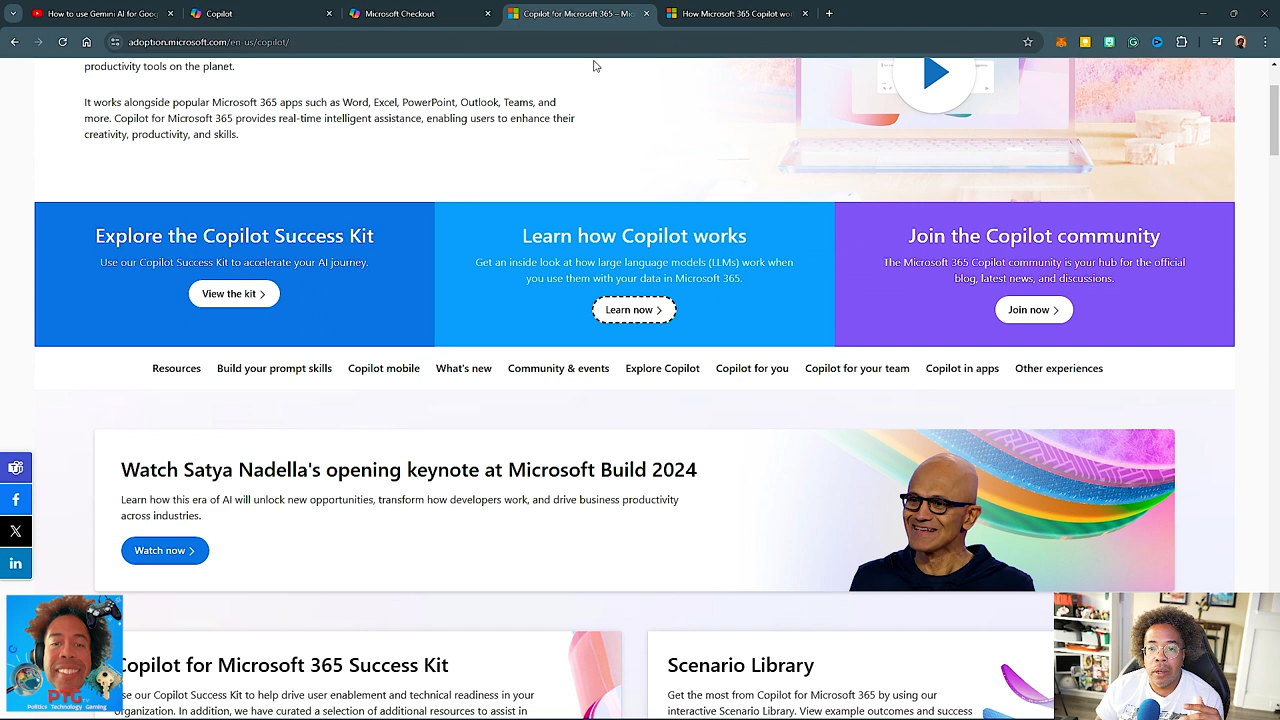 How to use Gemini AI for Goog
Copilot
Microsoft Checkout
Copilot for Microsoft 365 – Mic
How Microsoft 365 Copilot wor
adoption.microsoft.com/en-us/copilot/
productivity tools on the planet.
It works alongside popular Microsoft 365 apps such as Word, Excel, PowerPoint, Outlook, Teams, and
more. Copilot for Microsoft 365 provides real-time intelligent assistance, enabling users to enhance their
creativity, productivity, and skills.
Explore the Copilot Success Kit
Use our Copilot Success Kit to accelerate your AI journey.
View the kit
Learn how Copilot works
Get an inside look at how large language models (LLMs) work when
you use them with your data in Microsoft 365.
Learn now
Join the Copilot community
The Microsoft 365 Copilot community is your hub for the official
blog, latest news, and discussions.
Join now
Resources Build your prompt skills Copilot mobile What's new Community & events Explore Copilot Copilot for you Copilot for your team Copilot in apps Other experiences
Watch Satya Nadella's opening keynote at Microsoft Build 2024
Learn how this era of AI will unlock new opportunities, transform how developers work, and drive business productivity
across industries.
Watch now
Copilot for Microsoft 365 Success Kit
Use our Copilot Success Kit to help drive user enablement and technical readiness in your
organization. In addition, we have curated a selection of additional resources to assist in
Scenario Library
Get the most from Copilot for Microsoft 365 by using our
interactive Scenario Library. View example outcomes and success
PTG
Politics Technology Gaming